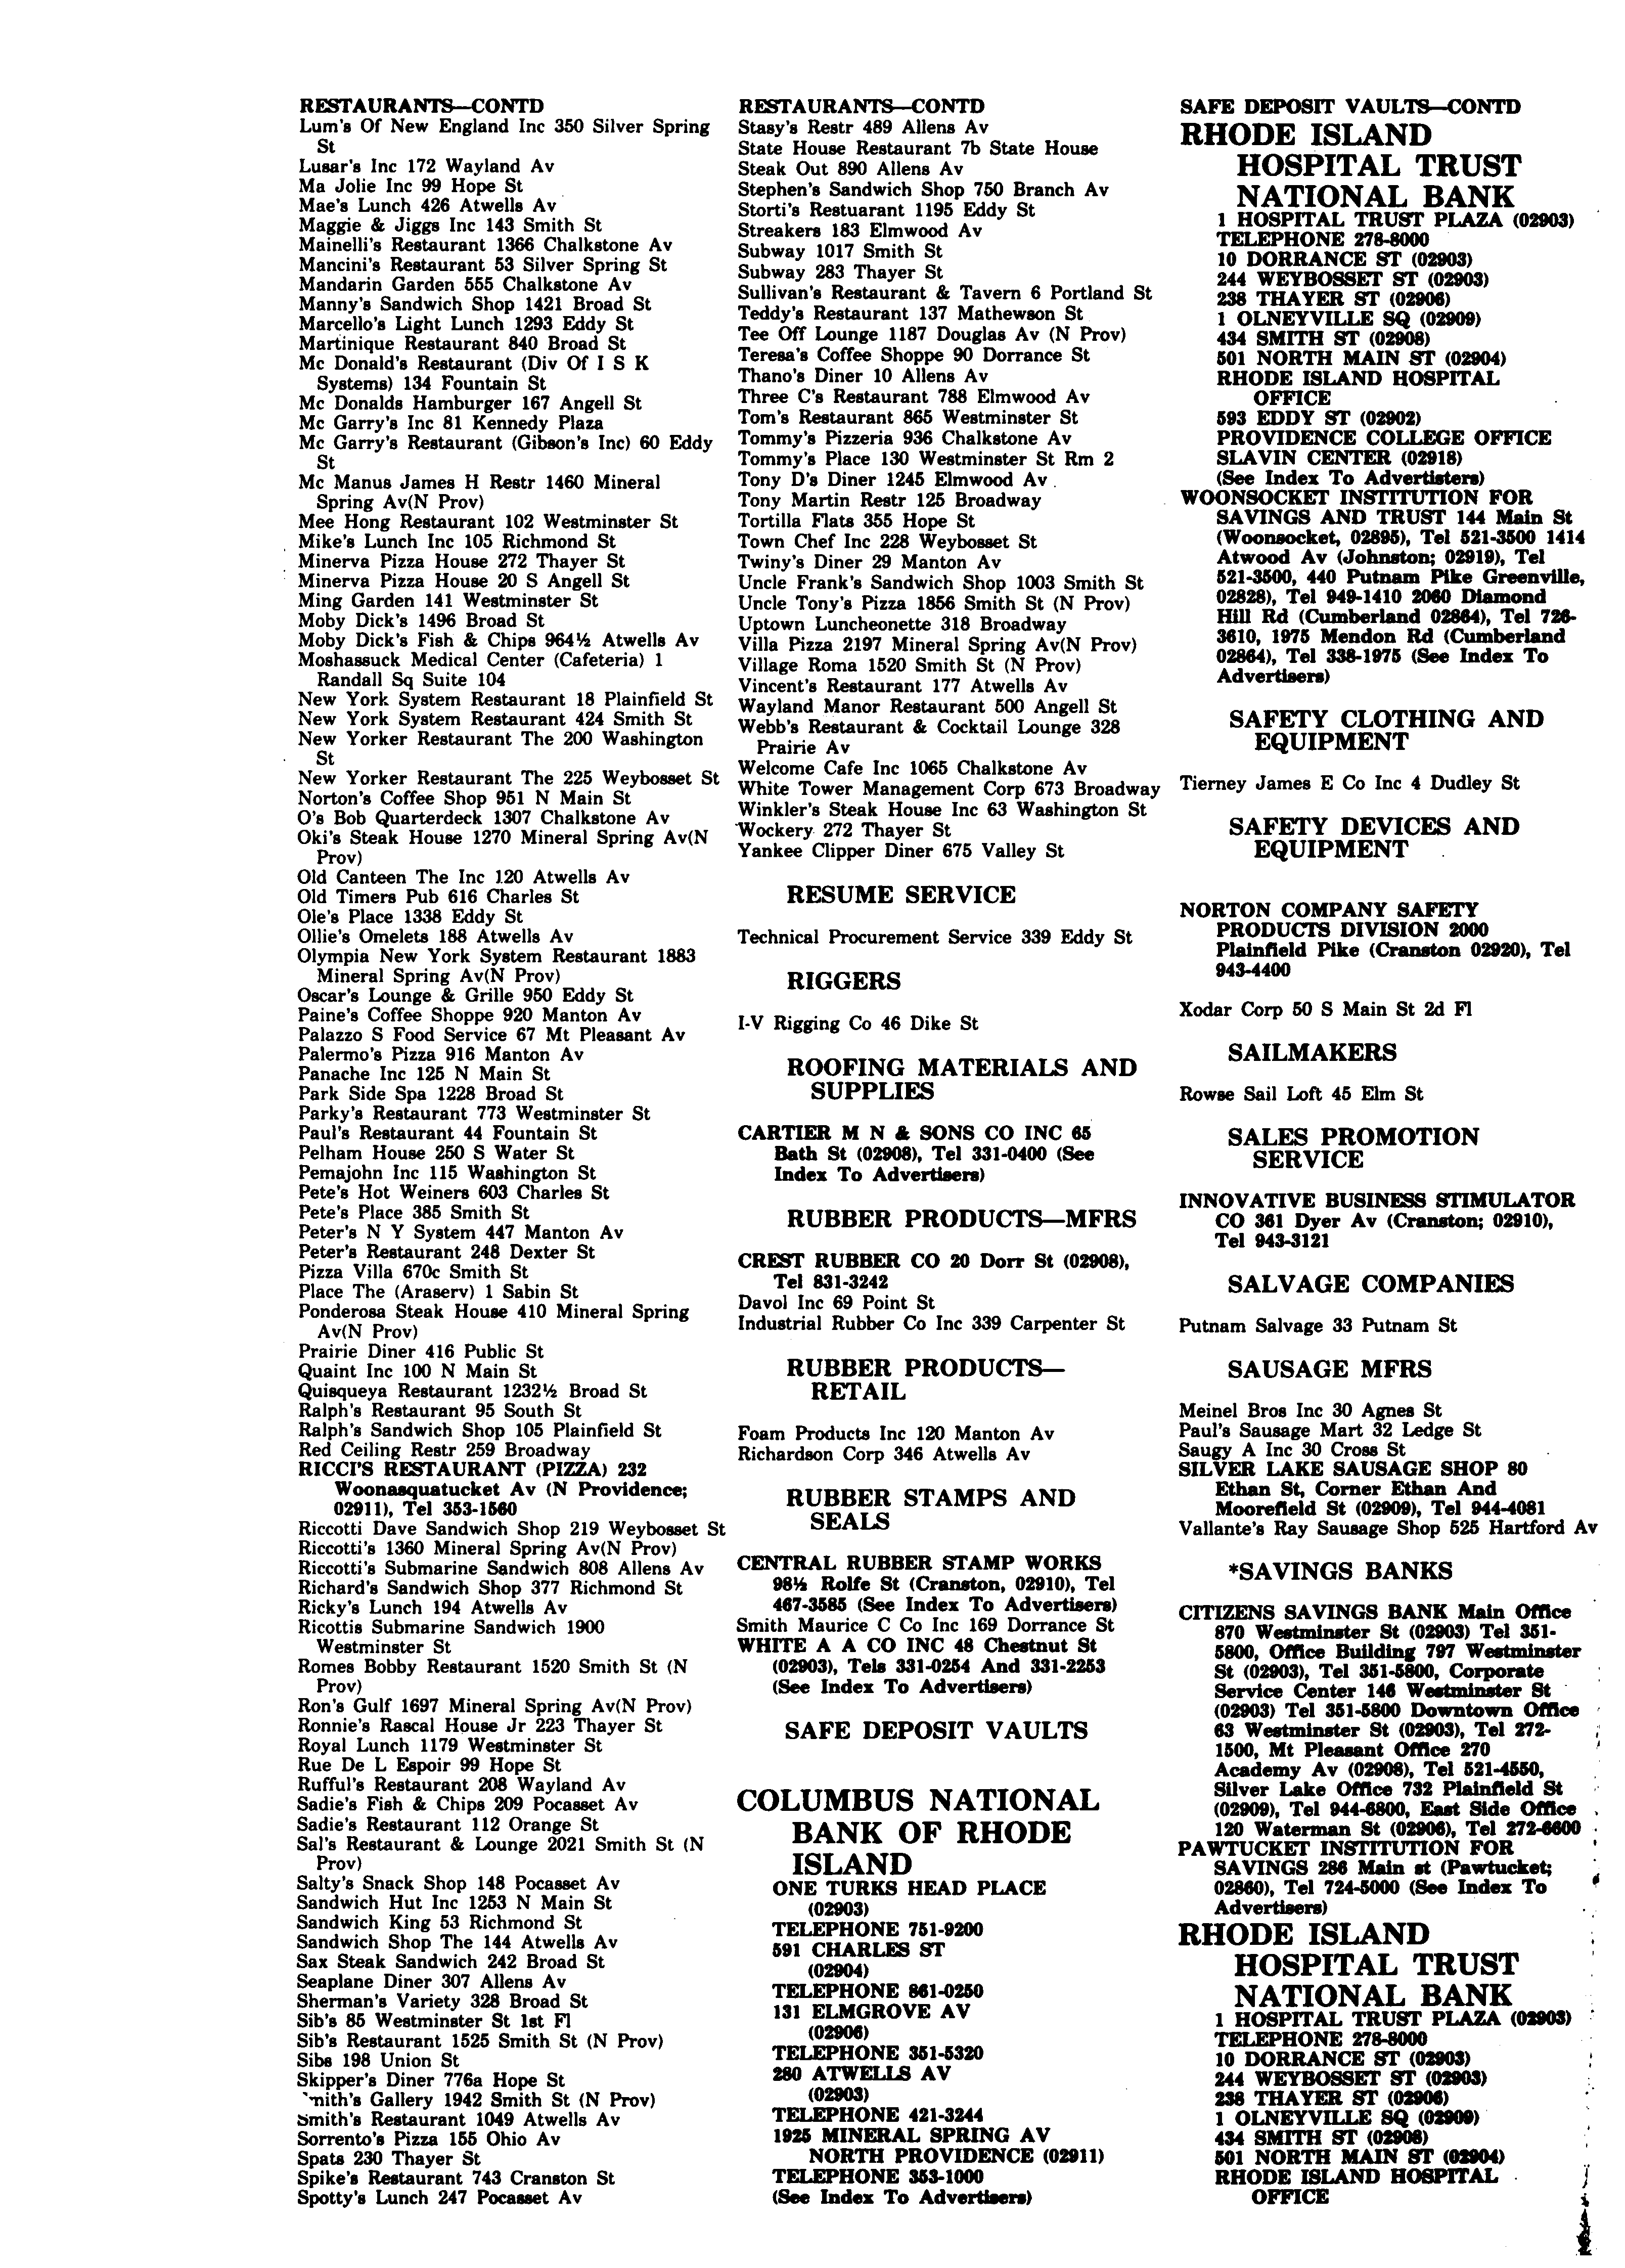 RESTAURANTS—CONTD
Lum's Of New England Inc 350 Silver Spring
St
Lusar's Inc 172 Wayland Av
Ma Jolie Inc 99 Hope St
Mae's Lunch 426 Atwells Av
Maggie & Jiggs Inc 143 Smith St
Mainelli's Restaurant 1366 Chalkstone Av
Mancini's Restaurant 53 Silver Spring St
Mandarin Garden 555 Chalkstone Av
Manny's Sandwich Shop 1421 Broad St
Marcello's Light Lunch 1293 Eddy St
Martinique Restaurant 840 Broad St
Mc Donald's Restaurant (Div Of I S K
Systems) 134 Fountain St
Mc Donalds Hamburger 167 Angell St
Mc Garry's Inc 81 Kennedy Plaza
Mc Garry's Restaurant (Gibson's Inc) 60 Eddy
St
Mc Manus James H Restr 1460 Mineral
Spring Av(N Prov)
Mee Hong Restaurant 102 Westminster St
Mike's Lunch Inc 105 Richmond St
Minerva Pizza House 272 Thayer St
Minerva Pizza House 20 S Angell St
Ming Garden 141 Westminster St
Moby Dick's 1496 Broad St
Moby Dick's Fish & Chips 964½ Atwells Av
Moshassuck Medical Center (Cafeteria) 1
Randall Sq Suite 104
New York System Restaurant 18 Plainfield St
New York System Restaurant 424 Smith St
New Yorker Restaurant The 200 Washington
St
New Yorker Restaurant The 225 Weybosset St
Norton's Coffee Shop 951 N Main St
O's Bob Quarterdeck 1307 Chalkstone Av
Oki's Steak House 1270 Mineral Spring Av(N
Prov)
Old Canteen The Inc 120 Atwells Av
Old Timers Pub 616 Charles St
Ole's Place 1338 Eddy St
Ollie's Omelets 188 Atwells Av
Olympia New York System Restaurant 1883
Mineral Spring Av(N Prov)
Oscar's Lounge & Grille 950 Eddy St
Paine's Coffee Shoppe 920 Manton Av
Palazzo S Food Service 67 Mt Pleasant Av
Palermo's Pizza 916 Manton Av
Panache Inc 125 N Main St
Park Side Spa 1228 Broad St
Parky's Restaurant 773 Westminster St
Paul's Restaurant 44 Fountain St
Pelham House 250 S Water St
Pemajohn Inc 115 Washington St
Pete's Hot Weiners 603 Charles St
Pete's Place 385 Smith St
Peter's N Y System 447 Manton Av
Peter's Restaurant 248 Dexter St
Pizza Villa 670c Smith St
Place The (Araserv) 1 Sabin St
Ponderosa Steak House 410 Mineral Spring
Av(N Prov)
Prairie Diner 416 Public St
Quaint Inc 100 N Main St
Quisqueya Restaurant 1232½ Broad St
Ralph's Restaurant 95 South St
Ralph's Sandwich Shop 105 Plainfield St
Red Ceiling Restr 259 Broadway
RICCI'S RESTAURANT (PIZZA) 232
Woonasquatucket Av (N Providence;
02911), Tel 353-1560
Riccotti Dave Sandwich Shop 219 Weybosset St
Riccotti's 1360 Mineral Spring Av(N Prov)
Riccotti's Submarine Sandwich 808 Allens Av
Richard's Sandwich Shop 377 Richmond St
Ricky's Lunch 194 Atwells Av
Ricottis Submarine Sandwich 1900
Westminster St
Romes Bobby Restaurant 1520 Smith St (N
Prov)
Ron's Gulf 1697 Mineral Spring Av(N Prov)
Ronnie's Rascal House Jr 223 Thayer St
Royal Lunch 1179 Westminster St
Rue De L Espoir 99 Hope St
Rufful's Restaurant 208 Wayland Av
Sadie's Fish & Chips 209 Pocasset Av
Sadie's Restaurant 112 Orange St
Sal's Restaurant & Lounge 2021 Smith St (N
Prov)
Salty's Snack Shop 148 Pocasset Av
Sandwich Hut Inc 1253 N Main St
Sandwich King 53 Richmond St
Sandwich Shop The 144 Atwells Av
Sax Steak Sandwich 242 Broad St
Seaplane Diner 307 Allens Av
Sherman's Variety 328 Broad St
Sib's 85 Westminster St 1st Fl
Sib's Restaurant 1525 Smith St (N Prov)
Sibs 198 Union St
Skipper's Diner 776a Hope St
mith's Gallery 1942 Smith St (N Prov)
Smith's Restaurant 1049 Atwells Av
Sorrento's Pizza 155 Ohio Av
Spats 230 Thayer St
Spike's Restaurant 743 Cranston St
Spotty's Lunch 247 Pocasset Av
RESTAURANTS—CONTD
Stasy's Restr 489 Allens Av
State House Restaurant 7b State House
Steak Out 890 Allens Av
Stephen's Sandwich Shop 750 Branch Av
Storti's Restuarant 1195 Eddy St
Streakers 183 Elmwood Av
Subway 1017 Smith St
Subway 283 Thayer St
Sullivan's Restaurant & Tavern 6 Portland St
Teddy's Restaurant 137 Mathewson St
Tee Off Lounge 1187 Douglas Av (N Prov)
Teresa's Coffee Shoppe 90 Dorrance St
Thano's Diner 10 Allens Av
Three C's Restaurant 788 Elmwood Av
Tom's Restaurant 865 Westminster St
Tommy's Pizzeria 936 Chalkstone Av
Tommy's Place 130 Westminster St Rm 2
Tony D's Diner 1245 Elmwood Av
Tony Martin Restr 125 Broadway
Tortilla Flats 355 Hope St
Town Chef Inc 228 Weybosset St
Twiny's Diner 29 Manton Av
Uncle Frank's Sandwich Shop 1003 Smith St
Uncle Tony's Pizza 1856 Smith St (N Prov)
Uptown Luncheonette 318 Broadway
Villa Pizza 2197 Mineral Spring Av(N Prov)
Village Roma 1520 Smith St (N Prov)
Vincent's Restaurant 177 Atwells Av
Wayland Manor Restaurant 500 Angell St
Webb's Restaurant & Cocktail Lounge 328
Prairie Av
Welcome Cafe Inc 1065 Chalkstone Av
White Tower Management Corp 673 Broadway
Winkler's Steak House Inc 63 Washington St
Wockery 272 Thayer St
Yankee Clipper Diner 675 Valley St
RESUME SERVICE
Technical Procurement Service 339 Eddy St
RIGGERS
I-V Rigging Co 46 Dike St
ROOFING MATERIALS AND
SUPPLIES
CARTIER M N & SONS CO INC 65
Bath St (02908), Tel 331-0400 (See
Index To Advertisers)
RUBBER PRODUCTS—MFRS
CREST RUBBER CO 20 Dorr St (02908),
Tel 831-3242
Davol Inc 69 Point St
Industrial Rubber Co Inc 339 Carpenter St
RUBBER PRODUCTS—
RETAIL
Foam Products Inc 120 Manton Av
Richardson Corp 346 Atwells Av
RUBBER STAMPS AND
SEALS
CENTRAL RUBBER STAMP WORKS
98½ Rolfe St (Cranston, 02910), Tel
467-3585 (See Index To Advertisers)
Smith Maurice C Co Inc 169 Dorrance St
WHITE A A CO INC 48 Chestnut St
(02903), Tels 331-0254 And 331-2253
(See Index To Advertisers)
SAFE DEPOSIT VAULTS
COLUMBUS NATIONAL
BANK OF RHODE
ISLAND
ONE TURKS HEAD PLACE
(02903)
TELEPHONE 751-9200
591 CHARLES ST
(02904)
TELEPHONE 861-0250
131 ELMGROVE AV
(02906)
TELEPHONE 351-5320
280 ATWELLS AV
(02903)
TELEPHONE 421-3244
1925 MINERAL SPRING AV
NORTH PROVIDENCE (02911)
TELEPHONE 353-1000
(See Index To Advertisers)
SAFE DEPOSIT VAULTS—CONTD
RHODE ISLAND
HOSPITAL TRUST
NATIONAL BANK
1 HOSPITAL TRUST PLAZA (02903)
TELEPHONE 278-8000
10 DORRANCE ST (02903)
244 WEYBOSSET ST (02903)
238 THAYER ST (02906)
1 OLNEYVILLE SQ (02909)
434 SMITH ST (02908)
501 NORTH MAIN ST (02904)
RHODE ISLAND HOSPITAL
OFFICE
593 EDDY ST (02902)
PROVIDENCE COLLEGE OFFICE
SLAVIN CENTER (02918)
(See Index To Advertisters)
WOONSOCKET INSTITUTION FOR
SAVINGS AND TRUST 144 Main St
(Woonsocket, 02895), Tel 521-3500 1414
Atwood Av (Johnston; 02919), Tel
521-3500, 440 Putnam Pike Greenville,
02828), Tel 949-1410 2060 Diamond
Hill Rd (Cumberland 02864), Tel 726-
3610, 1975 Mendon Rd (Cumberland
02864), Tel 338-1975 (See Index To
Advertisers)
SAFETY CLOTHING AND
EQUIPMENT
Tierney James E Co Inc 4 Dudley St
SAFETY DEVICES AND
EQUIPMENT
NORTON COMPANY SAFETY
PRODUCTS DIVISION 2000
Plainfield Pike (Cranston 02920), Tel
943-4400
Xodar Corp 50 S Main St 2d Fl
SAILMAKERS
Rowse Sail Loft 45 Elm St
SALES PROMOTION
SERVICE
INNOVATIVE BUSINESS STIMULATOR
CO 361 Dyer Av (Cranston; 02910),
Tel 943-3121
SALVAGE COMPANIES
Putnam Salvage 33 Putnam St
SAUSAGE MFRS
Meinel Bros Inc 30 Agnes St
Paul's Sausage Mart 32 Ledge St
Saugy A Inc 30 Cross St
SILVER LAKE SAUSAGE SHOP 80
Ethan St, Corner Ethan And
Moorefield St (02909), Tel 944-4081
Vallante's Ray Sausage Shop 525 Hartford Av
*SAVINGS BANKS
CITIZENS SAVINGS BANK Main Office
870 Westminster St (02903) Tel 351-
5800, Office Building 797 Westminster
St (02903), Tel 351-5800, Corporate
Service Center 146 Westminster St
(02903) Tel 351-5800 Downtown Office
63 Westminster St (02903), Tel 272-
1500, Mt Pleasant Office 270
Academy Av (02908), Tel 521-4550,
Silver Lake Office 732 Plainfield St
(02909), Tel 944-6800, East Side Office
120 Waterman St (02906), Tel 272-6600
PAWTUCKET INSTITUTION FOR
SAVINGS 286 Main st (Pawtucket;
02860), Tel 724-5000 (See Index To
Advertisers)
RHODE ISLAND
HOSPITAL TRUST
NATIONAL BANK
1 HOSPITAL TRUST PLAZA (02903)
TELEPHONE 278-8000
10 DORRANCE ST (02903)
244 WEYBOSSET ST (02903)
238 THAYER ST (02906)
1 OLNEYVILLE SQ (02909)
434 SMITH ST (02908)
501 NORTH MAIN ST (02904)
RHODE ISLAND HOSPITAL
OFFICE